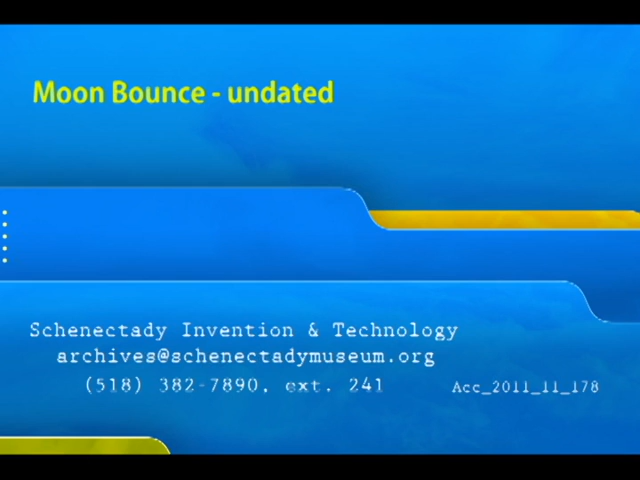 Moon Bounce - undated
Schenectady Invention & Technology
archives@schenectadymuseum.org
(518) 382-7890, ext. 241
Acc_2011_11_178